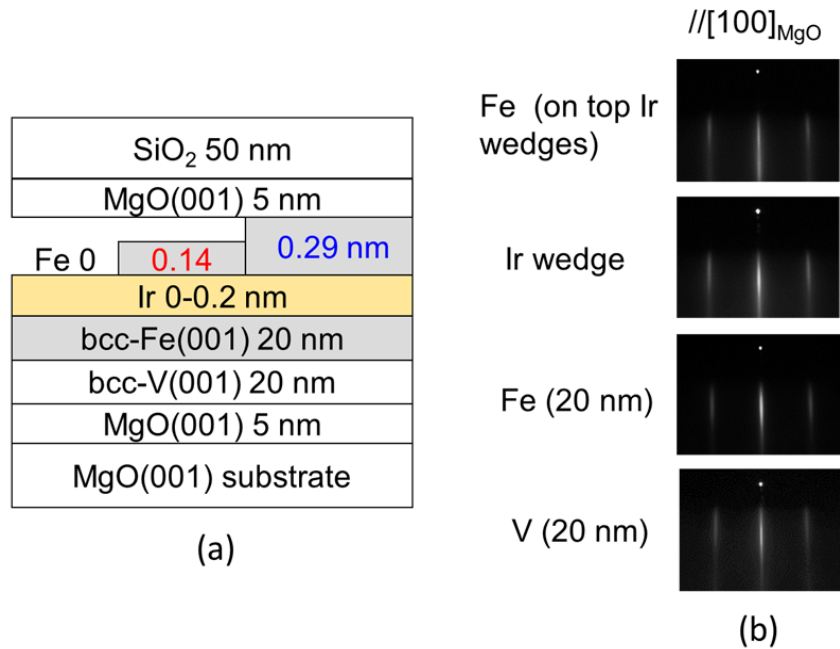 SiO₂ 50 nm
MgO(001) 5 nm
Fe 0
0.14
0.29 nm
Ir 0-0.2 nm
bcc-Fe(001) 20 nm
bcc-V(001) 20 nm
MgO(001) 5 nm
MgO(001) substrate
(a)
//[100]MgO
Fe (on top Ir
wedges)
Ir wedge
Fe (20 nm)
V (20 nm)
(b)